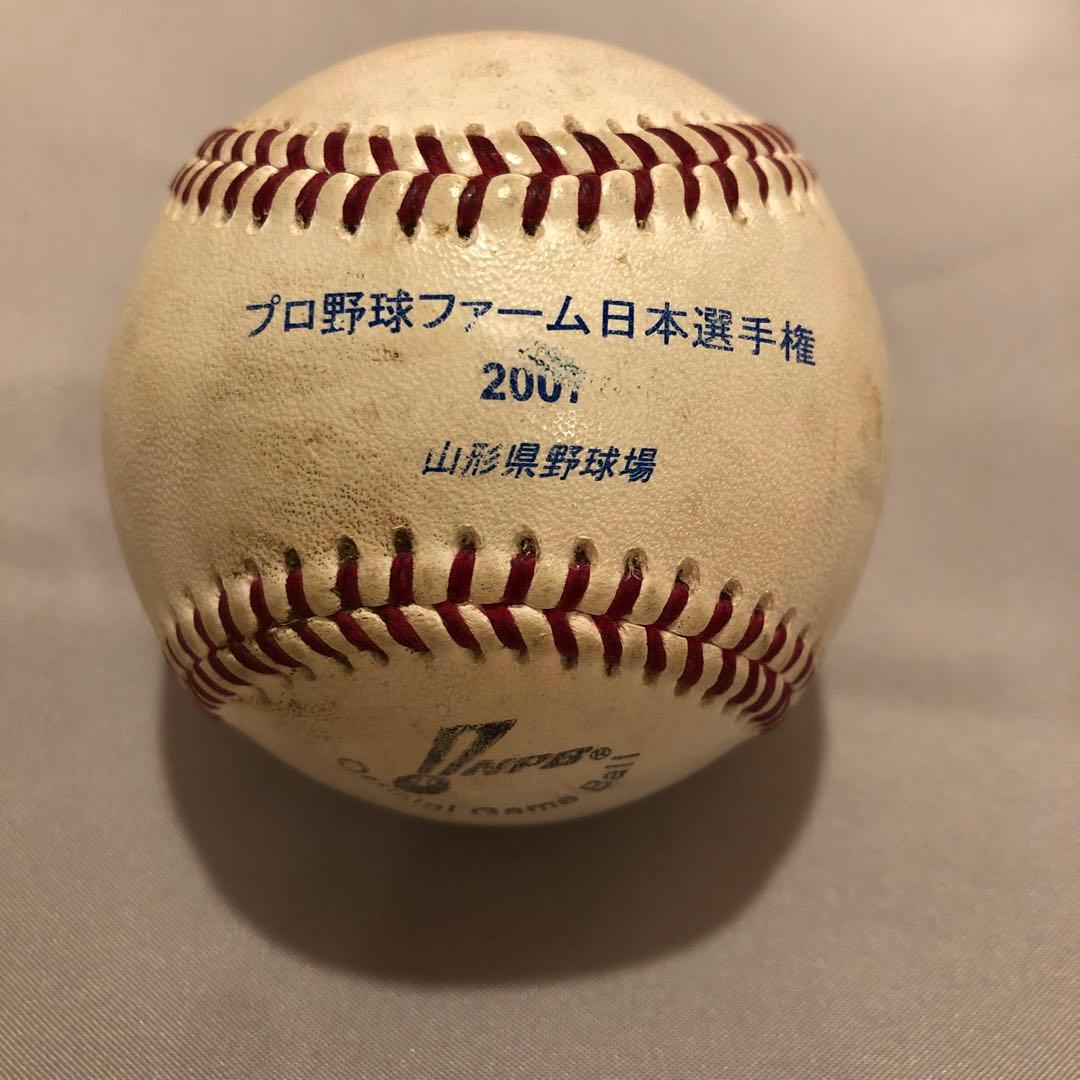 プロ野球ファーム日本選手権
2007
山形県野球場
NPB®
Official Game Ball